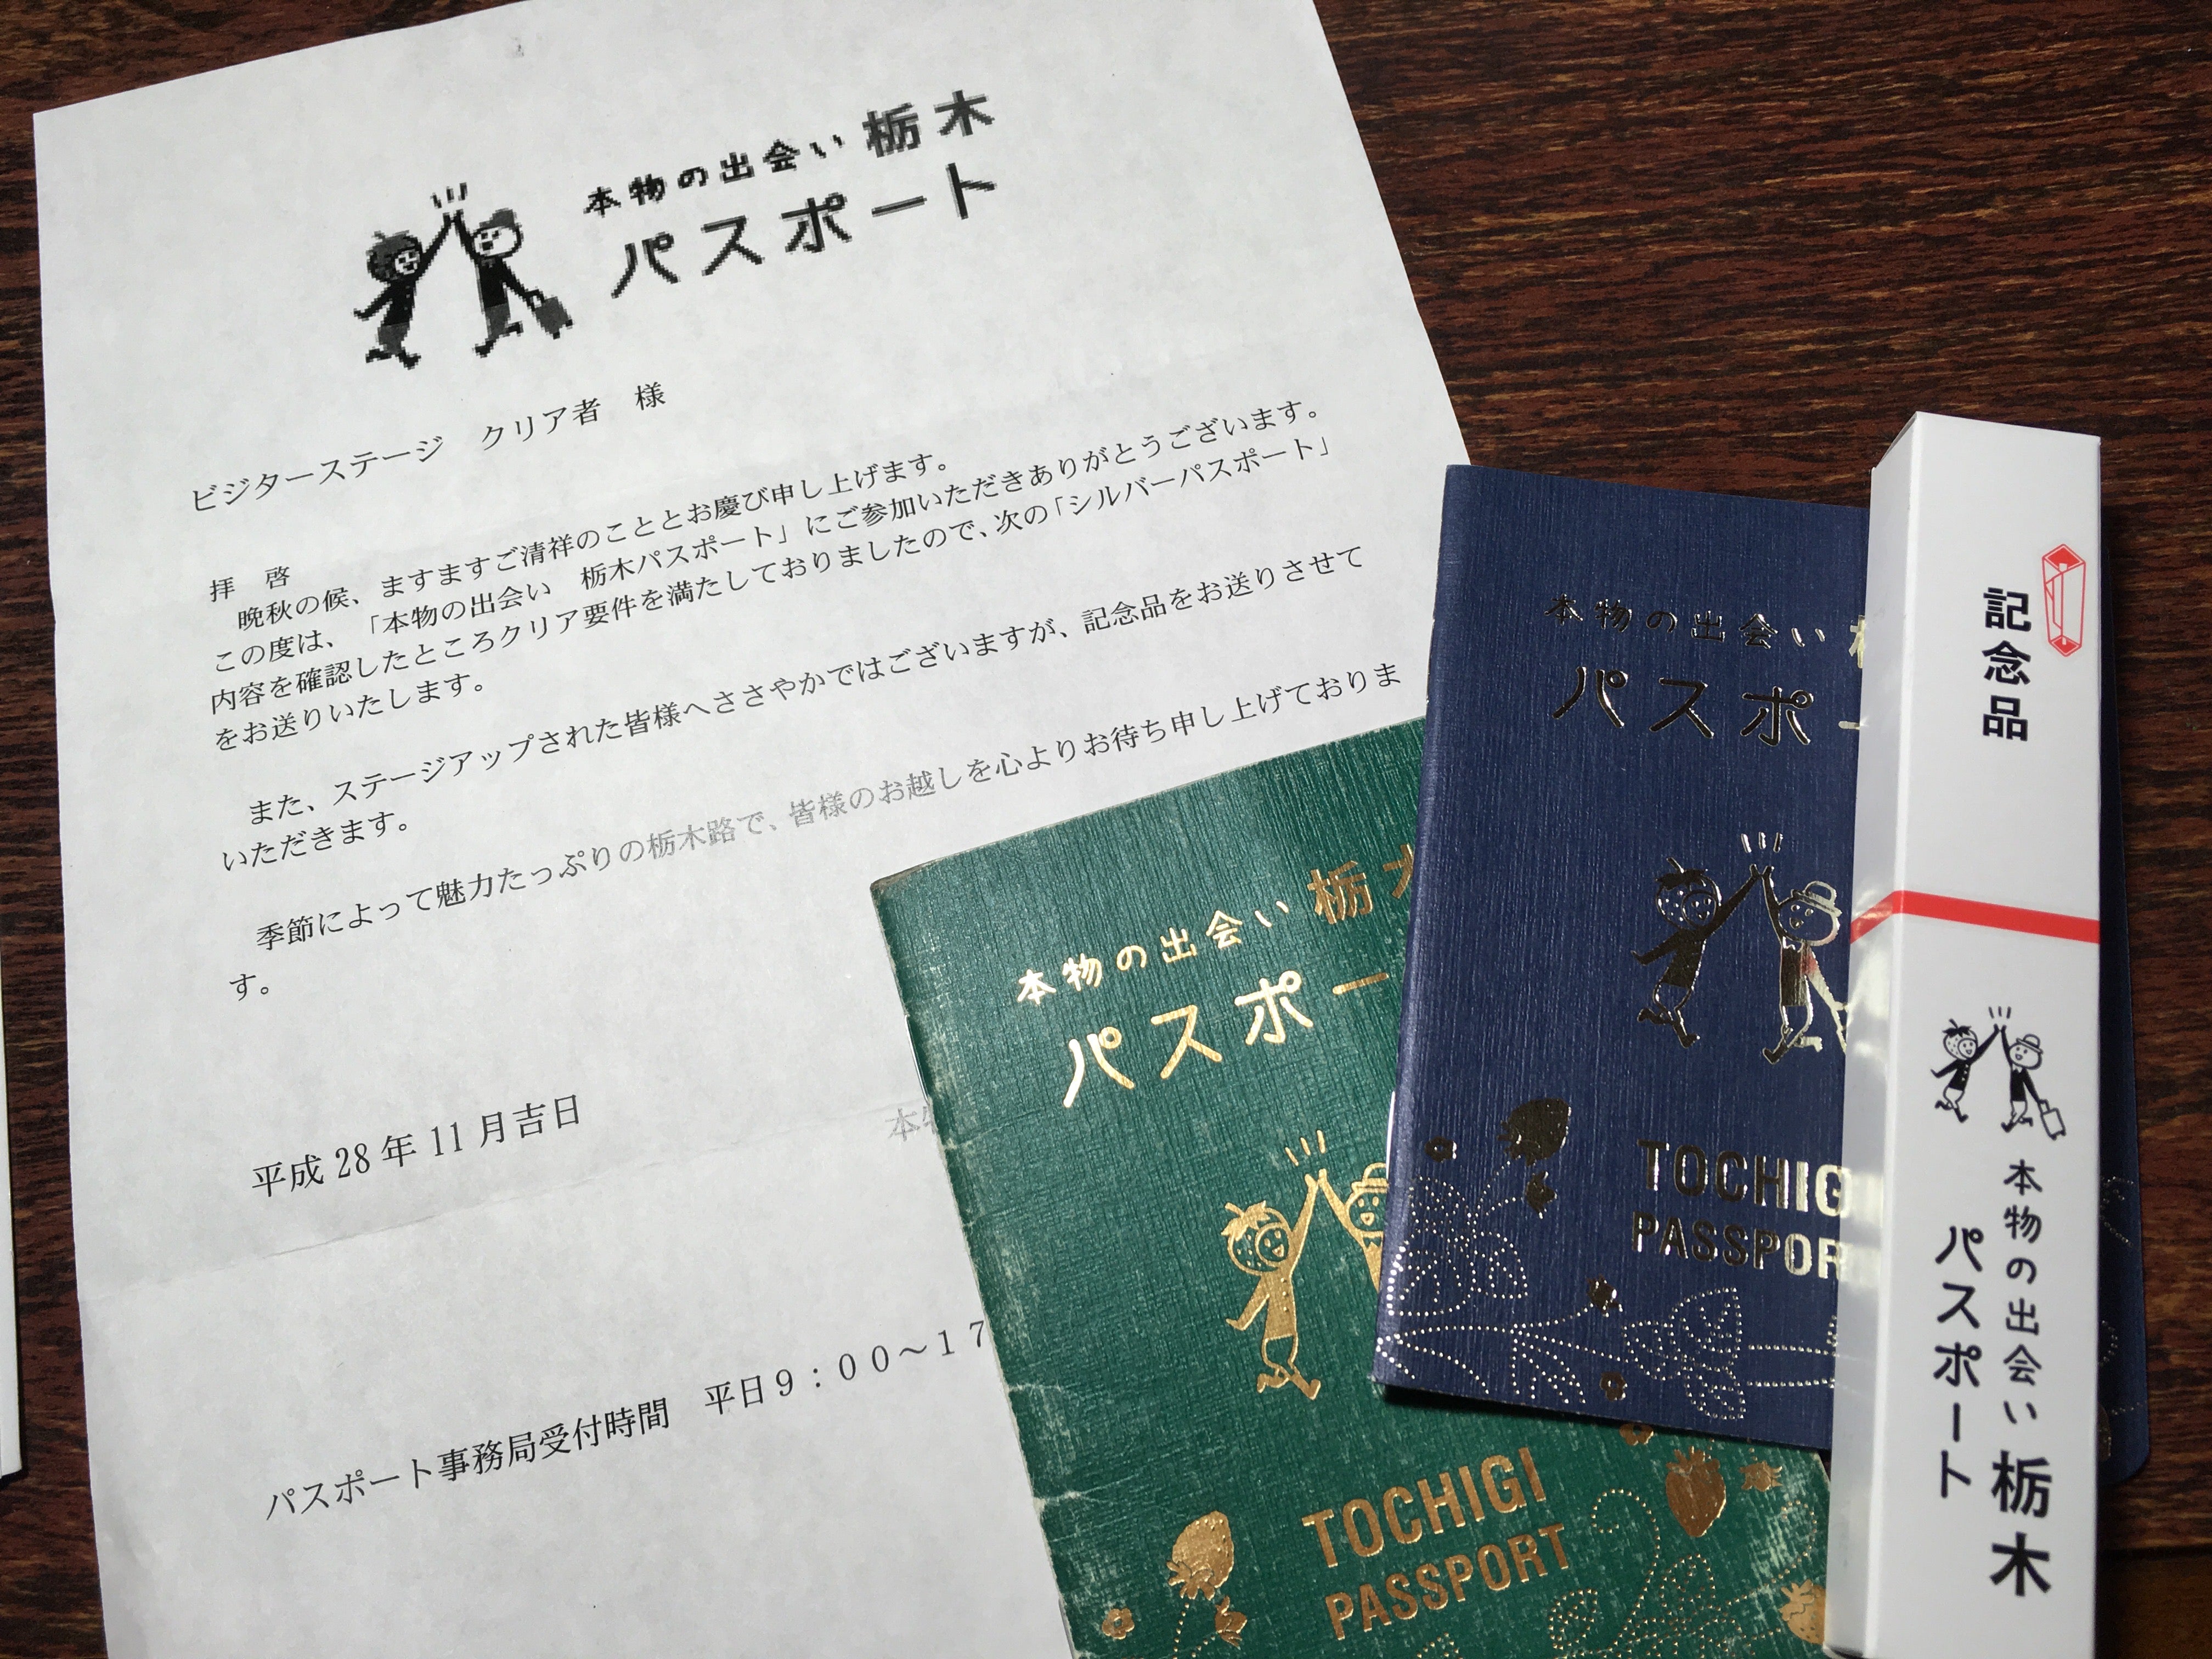 本物の出会い 栃木
パスポート
ビジターステージ　クリア者　様
拝　啓
晩秋の候、ますますご清祥のこととお慶び申し上げます。
この度は、「本物の出会い　栃木パスポート」にご参加いただきありがとうございます。
内容を確認したところクリア要件を満たしておりましたので、次の「シルバーパスポート」
をお送りいたします。
また、ステージアップされた皆様へささやかではございますが、記念品をお送りさせて
いただきます。
季節によって魅力たっぷりの栃木路で、皆様のお越しを心よりお待ち申し上げておりま
す。
平成28年11月吉日
本物
パスポート事務局受付時間　平日９：００～１７
本物の出会い 栃木
パスポー
TOCHIGI
PASSPORT
本物の出会い
パスポー
TOCHIG
PASSPOR
記念品
本物の出会い 栃木
パスポート